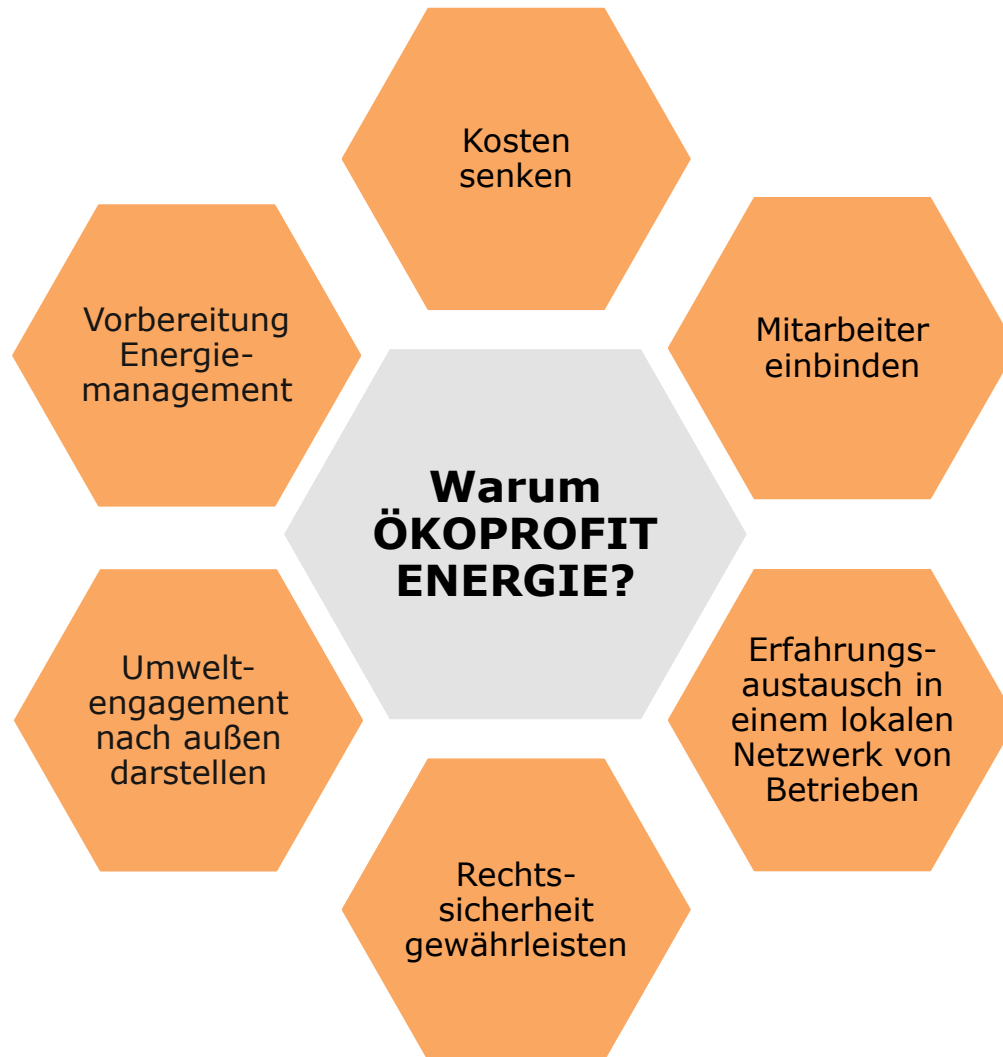 Kosten
senken
Mitarbeiter
einbinden
Erfahrungs-
austausch in
einem lokalen
Netzwerk von
Betrieben
Rechts-
sicherheit
gewährleisten
Umwelt-
engagement
nach außen
darstellen
Vorbereitung
Energie-
management
Warum
ÖKOPROFIT
ENERGIE?